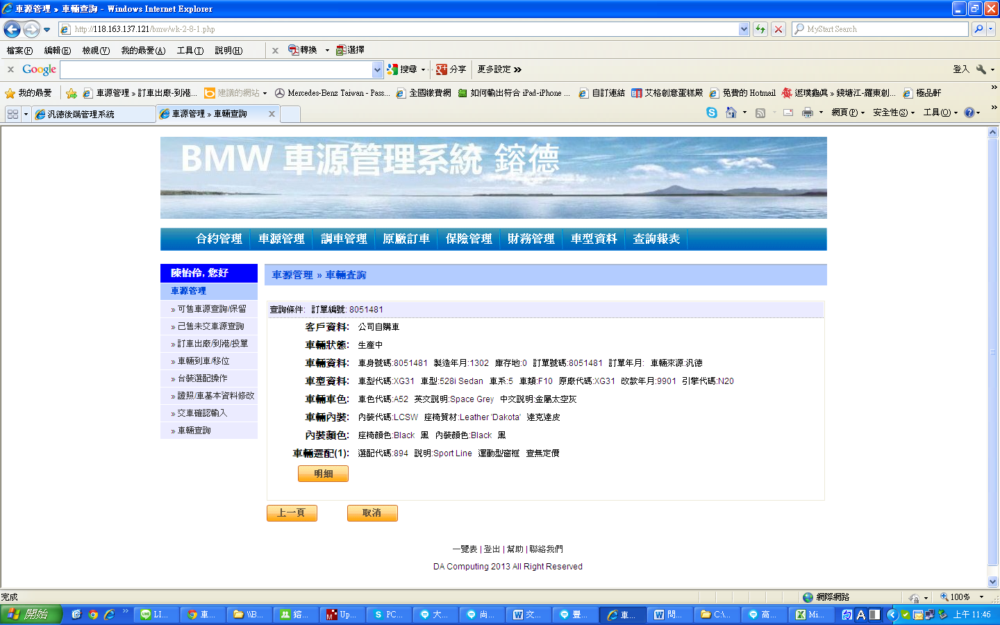 車源管理 » 車輛查詢 - Windows Internet Explorer
http://118.163.137.121/bmw/wk-2-8-1.php
MyStart Search
檔案(F) 編輯(E) 檢視(V) 我的最愛(A) 工具(T) 說明(H)
轉換 選擇
Google 搜尋 分享 更多設定 » 登入
我的最愛 車源管理 » 訂車出廠-到港... 建議的網站 Mercedes-Benz Taiwan - Pass... 全國繳費網 如何輸出符合 iPad-iPhone ... 自訂連結 艾格創意蛋糕殿 免費的 Hotmail 返璞龜真 » 錢塘江-羅東創... 極品軒
汎德後端管理系統 車源管理 » 車輛查詢
網頁(P) 安全性(S) 工具(O)
BMW 車源管理系統 鎔德
合約管理 車源管理 調車管理 原廠訂車 保險管理 財務管理 車型資料 查詢報表
陳怡伶, 您好
車源管理
» 可售車源查詢/保留
» 已售未交車源查詢
» 訂車出廠/到港/投單
» 車輛到車/移位
» 台裝選配操作
» 證照/車基本資料修改
» 交車確認輸入
» 車輛查詢
車源管理 » 車輛查詢
查詢條件: 訂單編號: 8051481
客戶資料: 公司自購車
車輛狀態: 生產中
車輛資料: 車身號碼:8051481 製造年月:1302 庫存地:0 訂單號碼:8051481 訂單年月: 車輛來源:汎德
車型資料: 車型代碼:XG31 車型:528i Sedan 車系:5 車類:F10 原廠代碼:XG31 改款年月:9901 引擎代碼:N20
車輛車色: 車色代碼:A52 英文說明:Space Grey 中文說明:金屬太空灰
車輛內裝: 內裝代碼:LCSW 座椅質材:Leather 'Dakota' 達克達皮
內裝顏色: 座椅顏色:Black 黑 內裝顏色:Black 黑
車輛選配(1): 選配代碼:894 說明:Sport Line 運動型窗框 查無定價
明細
上一頁 取消
一覽表 | 登出 | 幫助 | 聯絡我們
DA Computing 2013 All Right Reserved
完成 網際網路 100%
開始 LI... 車... \\B... 鎔... Up... PC... 大... 尚... 文... 豐... 車... 問... C:\... 高... Mi... 上午 11:46